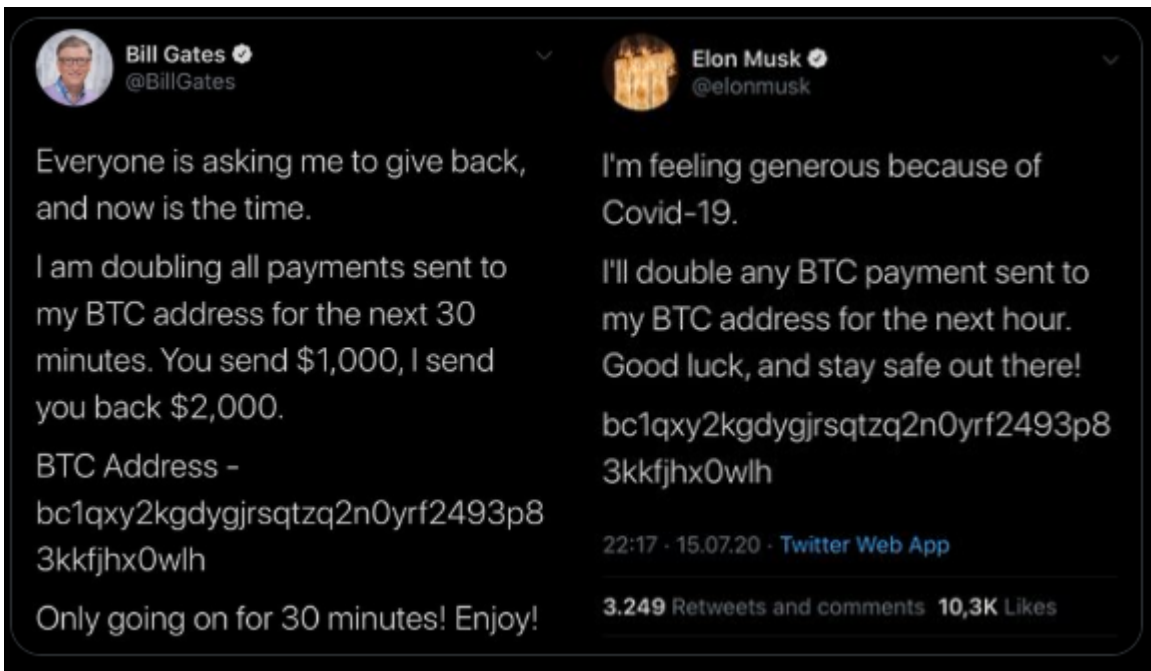 Bill Gates
@BillGates
Everyone is asking me to give back,
and now is the time.
I am doubling all payments sent to
my BTC address for the next 30
minutes. You send $1,000, I send
you back $2,000.
BTC Address -
bc1qxy2kgdygjrsqtzq2n0yrf2493p8
3kkfjhx0wlh
Only going on for 30 minutes! Enjoy!
Elon Musk
@elonmusk
I'm feeling generous because of
Covid-19.
I'll double any BTC payment sent to
my BTC address for the next hour.
Good luck, and stay safe out there!
bc1qxy2kgdygjrsqtzq2n0yrf2493p8
3kkfjhx0wlh
22:17 · 15.07.20 · Twitter Web App
3.249 Retweets and comments 10,3K Likes